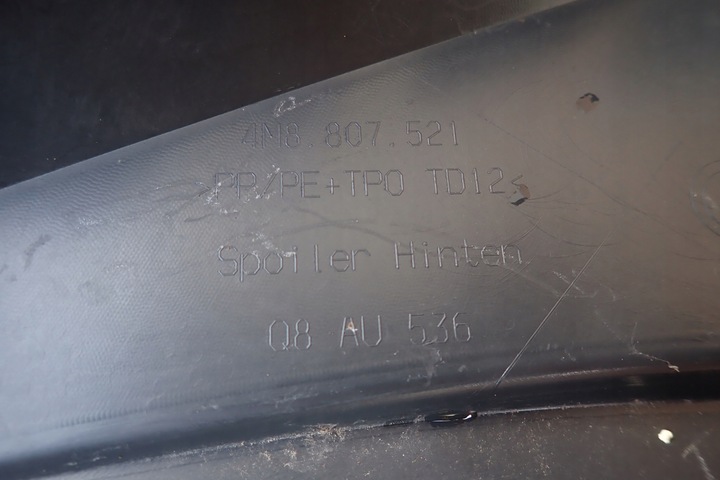 4M8.807.521
PP/PE+TPO TD12<
Spoiler Hinten
Q8 AU 536